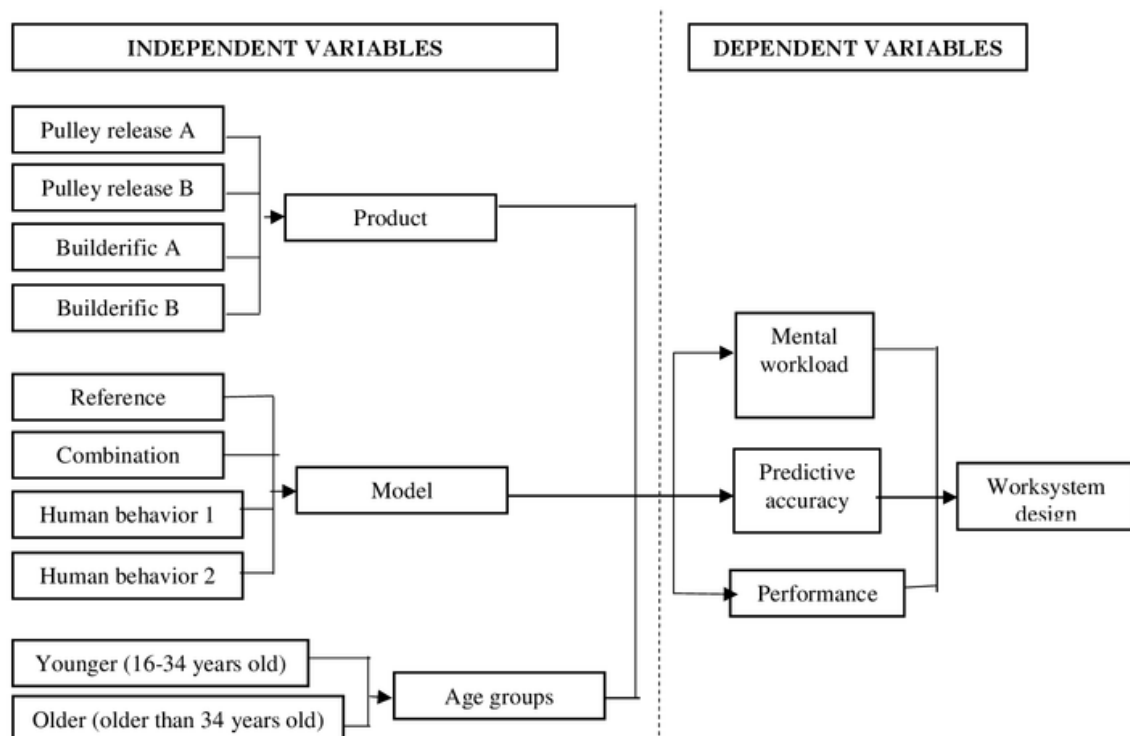 INDEPENDENT VARIABLES
DEPENDENT VARIABLES
Pulley release A
Pulley release B
Builderific A
Builderific B
Product
Reference
Combination
Human behavior 1
Human behavior 2
Model
Younger (16-34 years old)
Older (older than 34 years old)
Age groups
Mental
workload
Predictive
accuracy
Performance
Worksystem
design